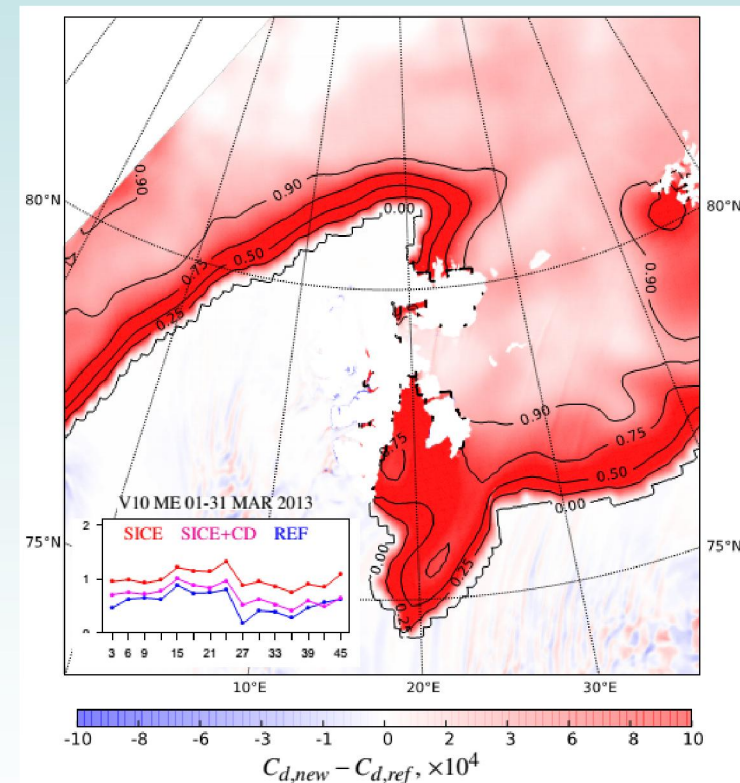 0.90
80°N
0.90
0.00
80°N
0.75
0.50
0.90
0.25
0.90
0.75
0.75
0.50
0.00
V10 ME 01-31 MAR 2013
2
SICE SICE+CD REF
75°N
1
0.00
0.25
75°N
0
0.25
3 6 9 15 21 27 33 39 45
10°E 20°E 30°E
-10 -8 -6 -3 -1 0 2 3 6 8 10
C_{d,new} − C_{d,ref}, ×10^4